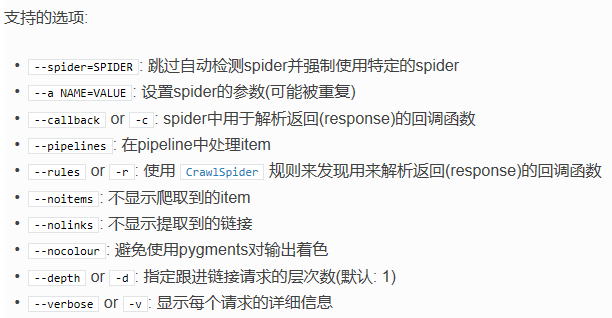 支持的选项:
• --spider=SPIDER: 跳过自动检测spider并强制使用特定的spider
• --a NAME=VALUE: 设置spider的参数(可能被重复)
• --callback or -c: spider中用于解析返回(response)的回调函数
• --pipelines: 在pipeline中处理item
• --rules or -r: 使用 CrawlSpider 规则来发现用来解析返回(response)的回调函数
• --noitems: 不显示爬取到的item
• --nolinks: 不显示提取到的链接
• --nocolour: 避免使用pygments对输出着色
• --depth or -d: 指定跟进链接请求的层次数(默认: 1)
• --verbose or -v: 显示每个请求的详细信息